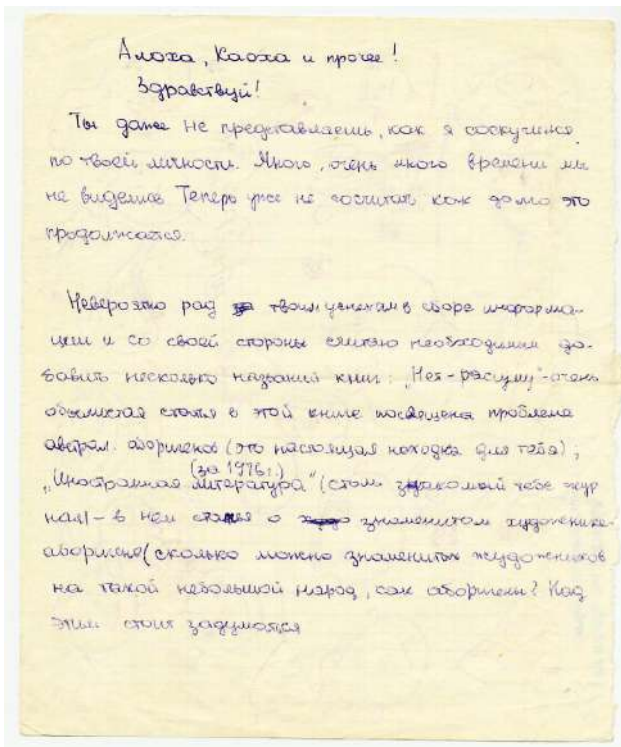 Алоха, Каоха и прочее!
Здравствуй!
Ты даже не представляешь, как я соскучился
по твоей личности. Много, очень много времени мы
не виделись Теперь уже не сосчитать как долго это
продолжается.
Невероятно рад за твоим успехам в сборе информа-
ции и со своей стороны считаю необходимым до-
бавить несколько названий книг: „Нет-расизму"-очень
объемистая статья в этой книге посвещена проблема
австрал. аборигенов (это настоящая находка для тебя);
(за 1976г.)
„Иностранная литература" (столь знакомый тебе жур
нал)-в нем статья о знаменитом художнике-
аборигене(сколько можно знаменитых художников
на такой небольшой народ, как аборигены? Над
этим стоит задуматся